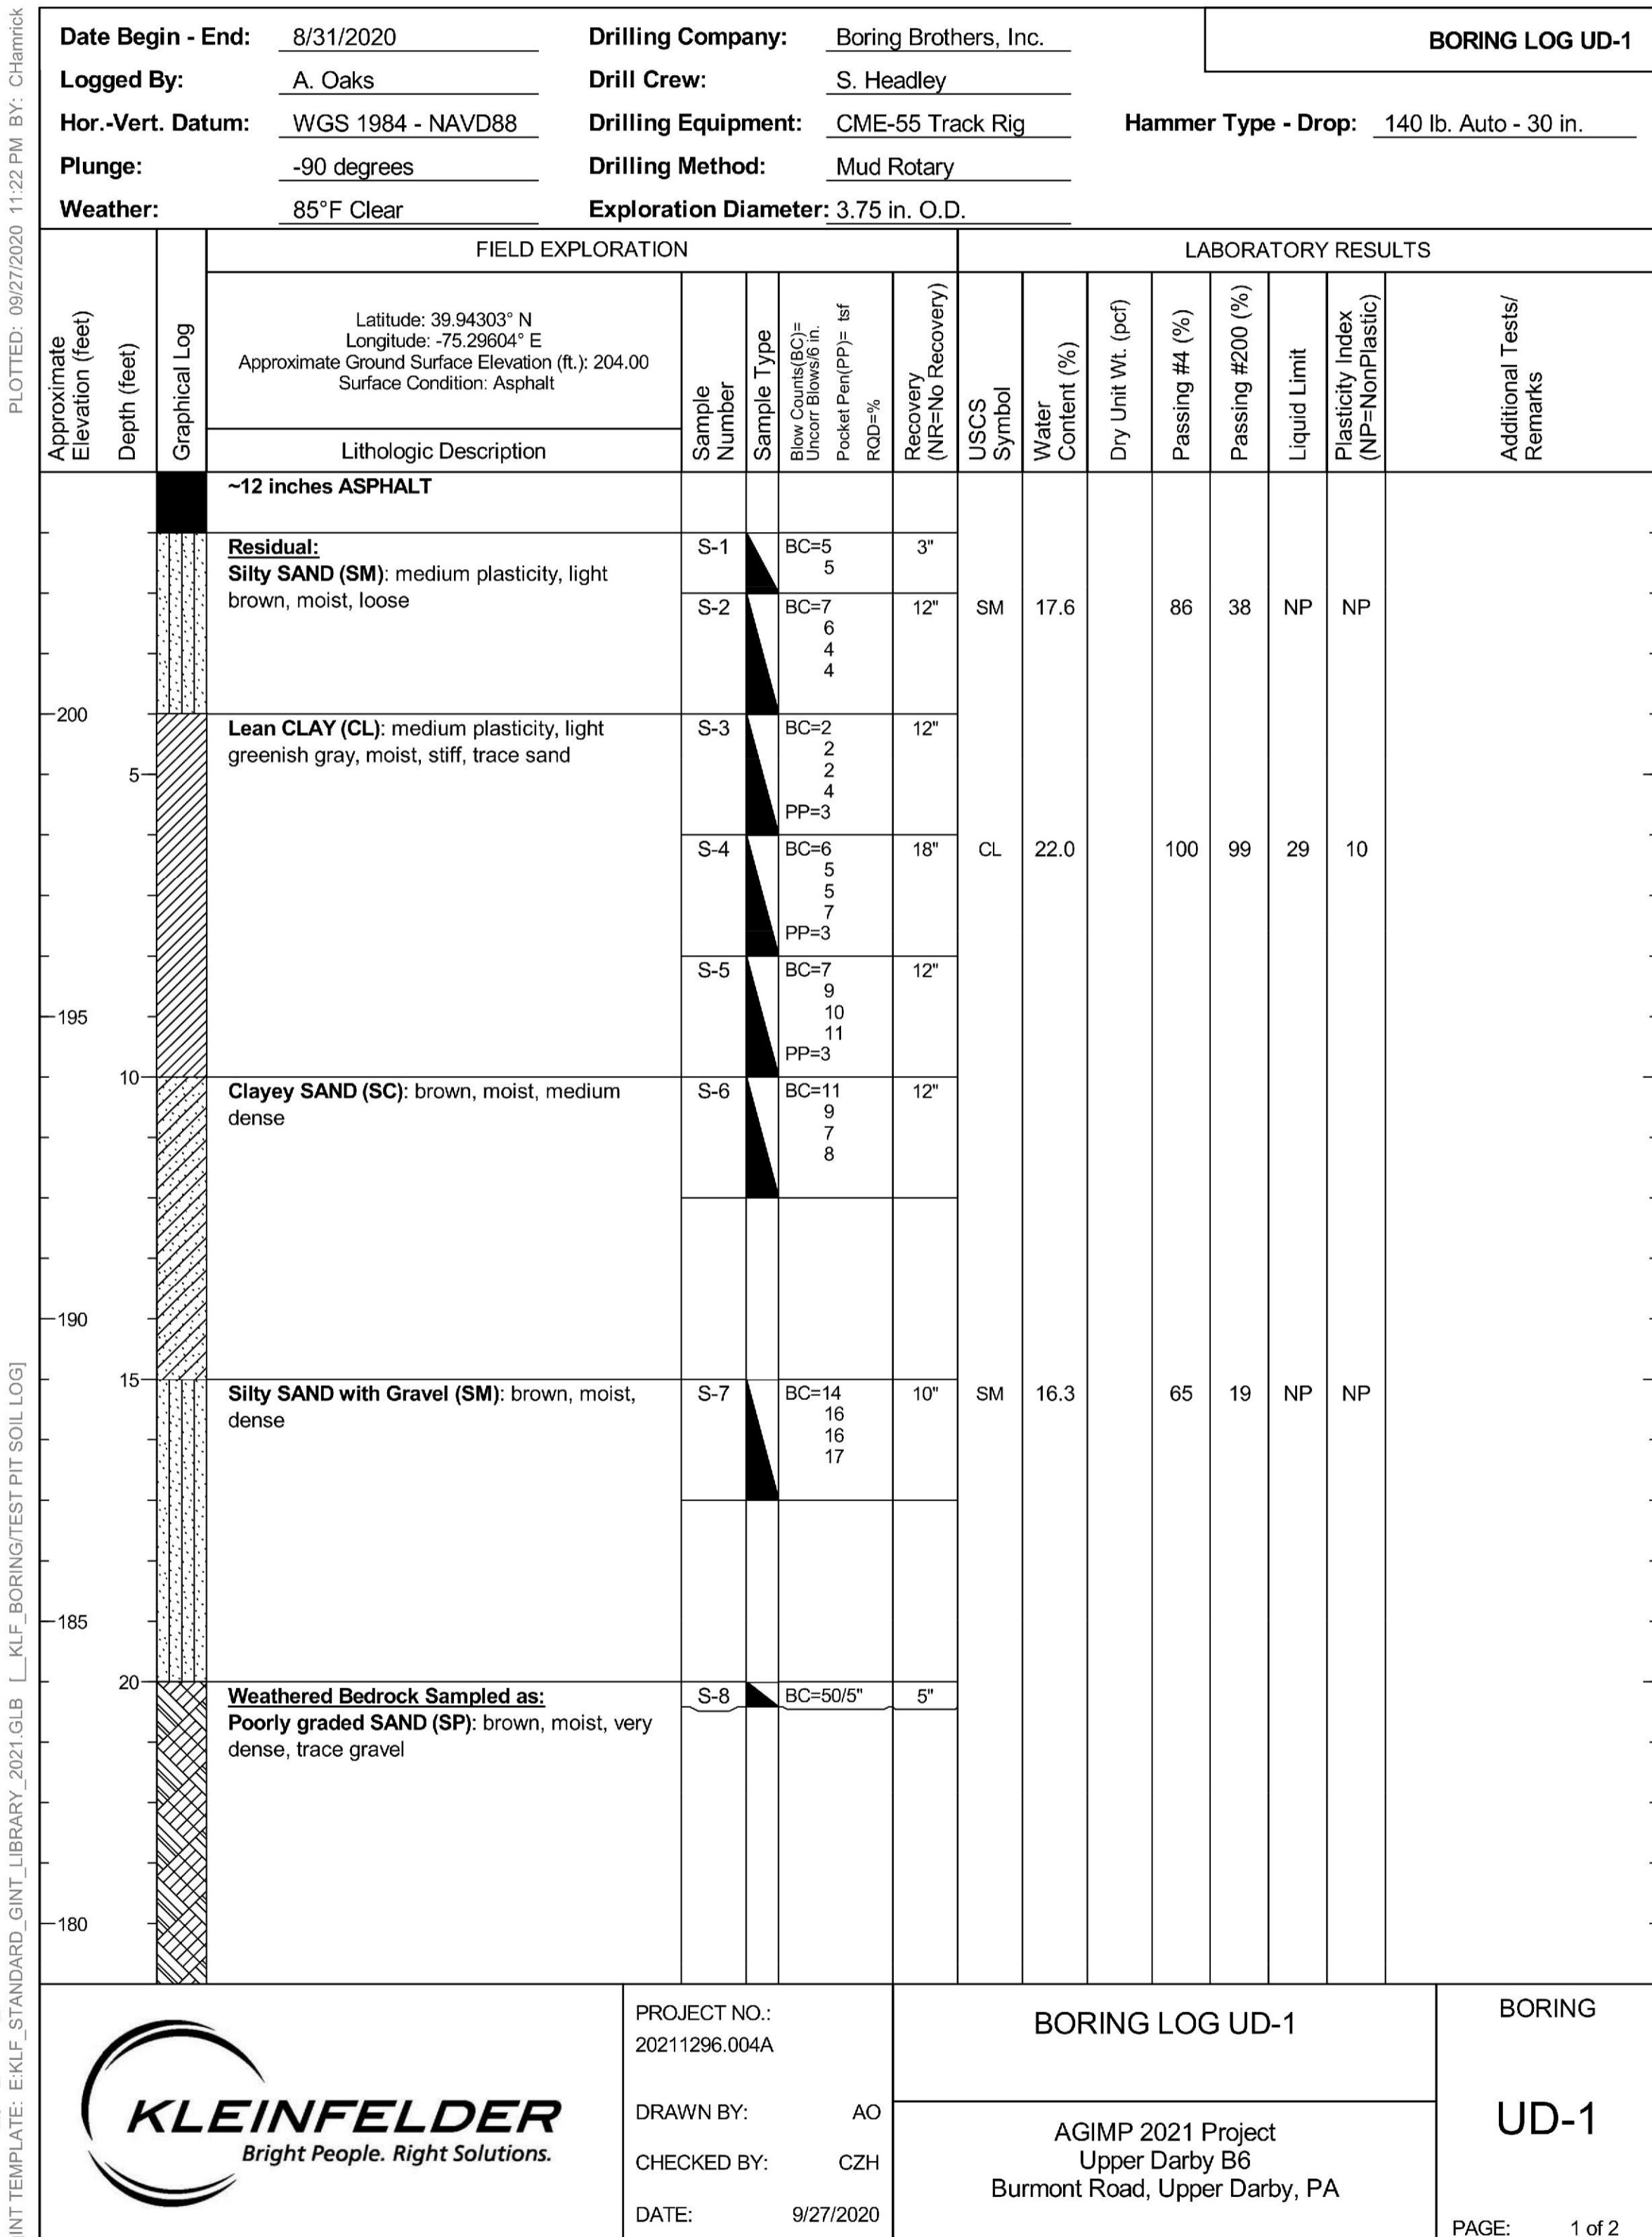 PLOTTED: 09/27/2020 11:22 PM BY: CHamrick
Date Begin - End: 8/31/2020 Drilling Company: Boring Brothers, Inc. BORING LOG UD-1
Logged By: A. Oaks Drill Crew: S. Headley
Hor.-Vert. Datum: WGS 1984 - NAVD88 Drilling Equipment: CME-55 Track Rig Hammer Type - Drop: 140 lb. Auto - 30 in.
Plunge: -90 degrees Drilling Method: Mud Rotary
Weather: 85°F Clear Exploration Diameter: 3.75 in. O.D.
FIELD EXPLORATION LABORATORY RESULTS
Approximate
Elevation (feet)
Depth (feet)
Graphical Log
Latitude: 39.94303° N
Longitude: -75.29604° E
Approximate Ground Surface Elevation (ft.): 204.00
Surface Condition: Asphalt
Lithologic Description
Sample
Number
Sample Type
Blow Counts(BC)=
Uncorr Blows/6 in.
Pocket Pen(PP)= tsf
RQD=%
Recovery
(NR=No Recovery)
USCS
Symbol
Water
Content (%)
Dry Unit Wt. (pcf)
Passing #4 (%)
Passing #200 (%)
Liquid Limit
Plasticity Index
(NP=NonPlastic)
Additional Tests/
Remarks
~12 inches ASPHALT
Residual: S-1 BC=5 3"
Silty SAND (SM): medium plasticity, light 5
brown, moist, loose S-2 BC=7 12" SM 17.6 86 38 NP NP
6
4
4
200 Lean CLAY (CL): medium plasticity, light S-3 BC=2 12"
greenish gray, moist, stiff, trace sand 2
5 2
4
PP=3
S-4 BC=6 18" CL 22.0 100 99 29 10
5
5
7
PP=3
S-5 BC=7 12"
9
195 10
11
PP=3
10 Clayey SAND (SC): brown, moist, medium S-6 BC=11 12"
dense 9
7
8
190
15 Silty SAND with Gravel (SM): brown, moist, S-7 BC=14 10" SM 16.3 65 19 NP NP
dense 16
16
17
185
20 Weathered Bedrock Sampled as: S-8 BC=50/5" 5"
Poorly graded SAND (SP): brown, moist, very
dense, trace gravel
180
INT TEMPLATE: E:KLF_STANDARD_GINT_LIBRARY_2021.GLB [__KLF_BORING/TEST PIT SOIL LOG]
KLEINFELDER
Bright People. Right Solutions.
PROJECT NO.:
20211296.004A
DRAWN BY: AO
CHECKED BY: CZH
DATE: 9/27/2020
BORING LOG UD-1
AGIMP 2021 Project
Upper Darby B6
Burmont Road, Upper Darby, PA
BORING
UD-1
PAGE: 1 of 2